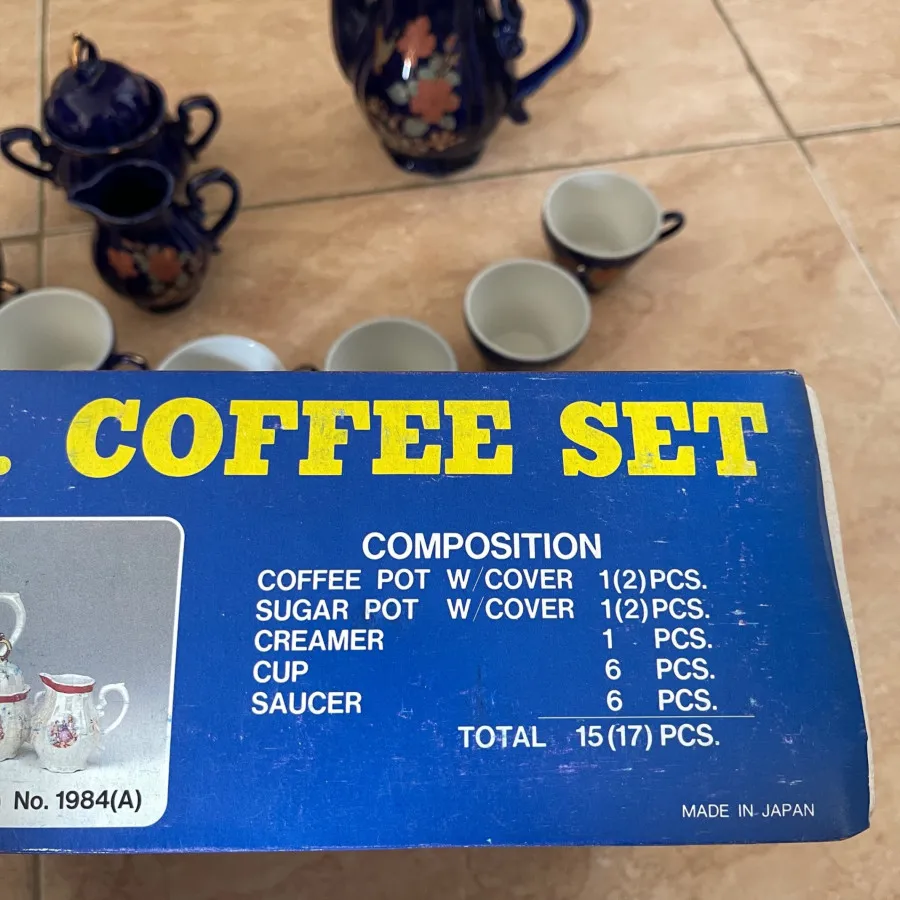 . COFFEE SET
COMPOSITION
COFFEE POT W/COVER 1(2)PCS.
SUGAR POT W/COVER 1(2)PCS.
CREAMER 1 PCS.
CUP 6 PCS.
SAUCER 6 PCS.
TOTAL 15(17) PCS.
No. 1984(A)
MADE IN JAPAN